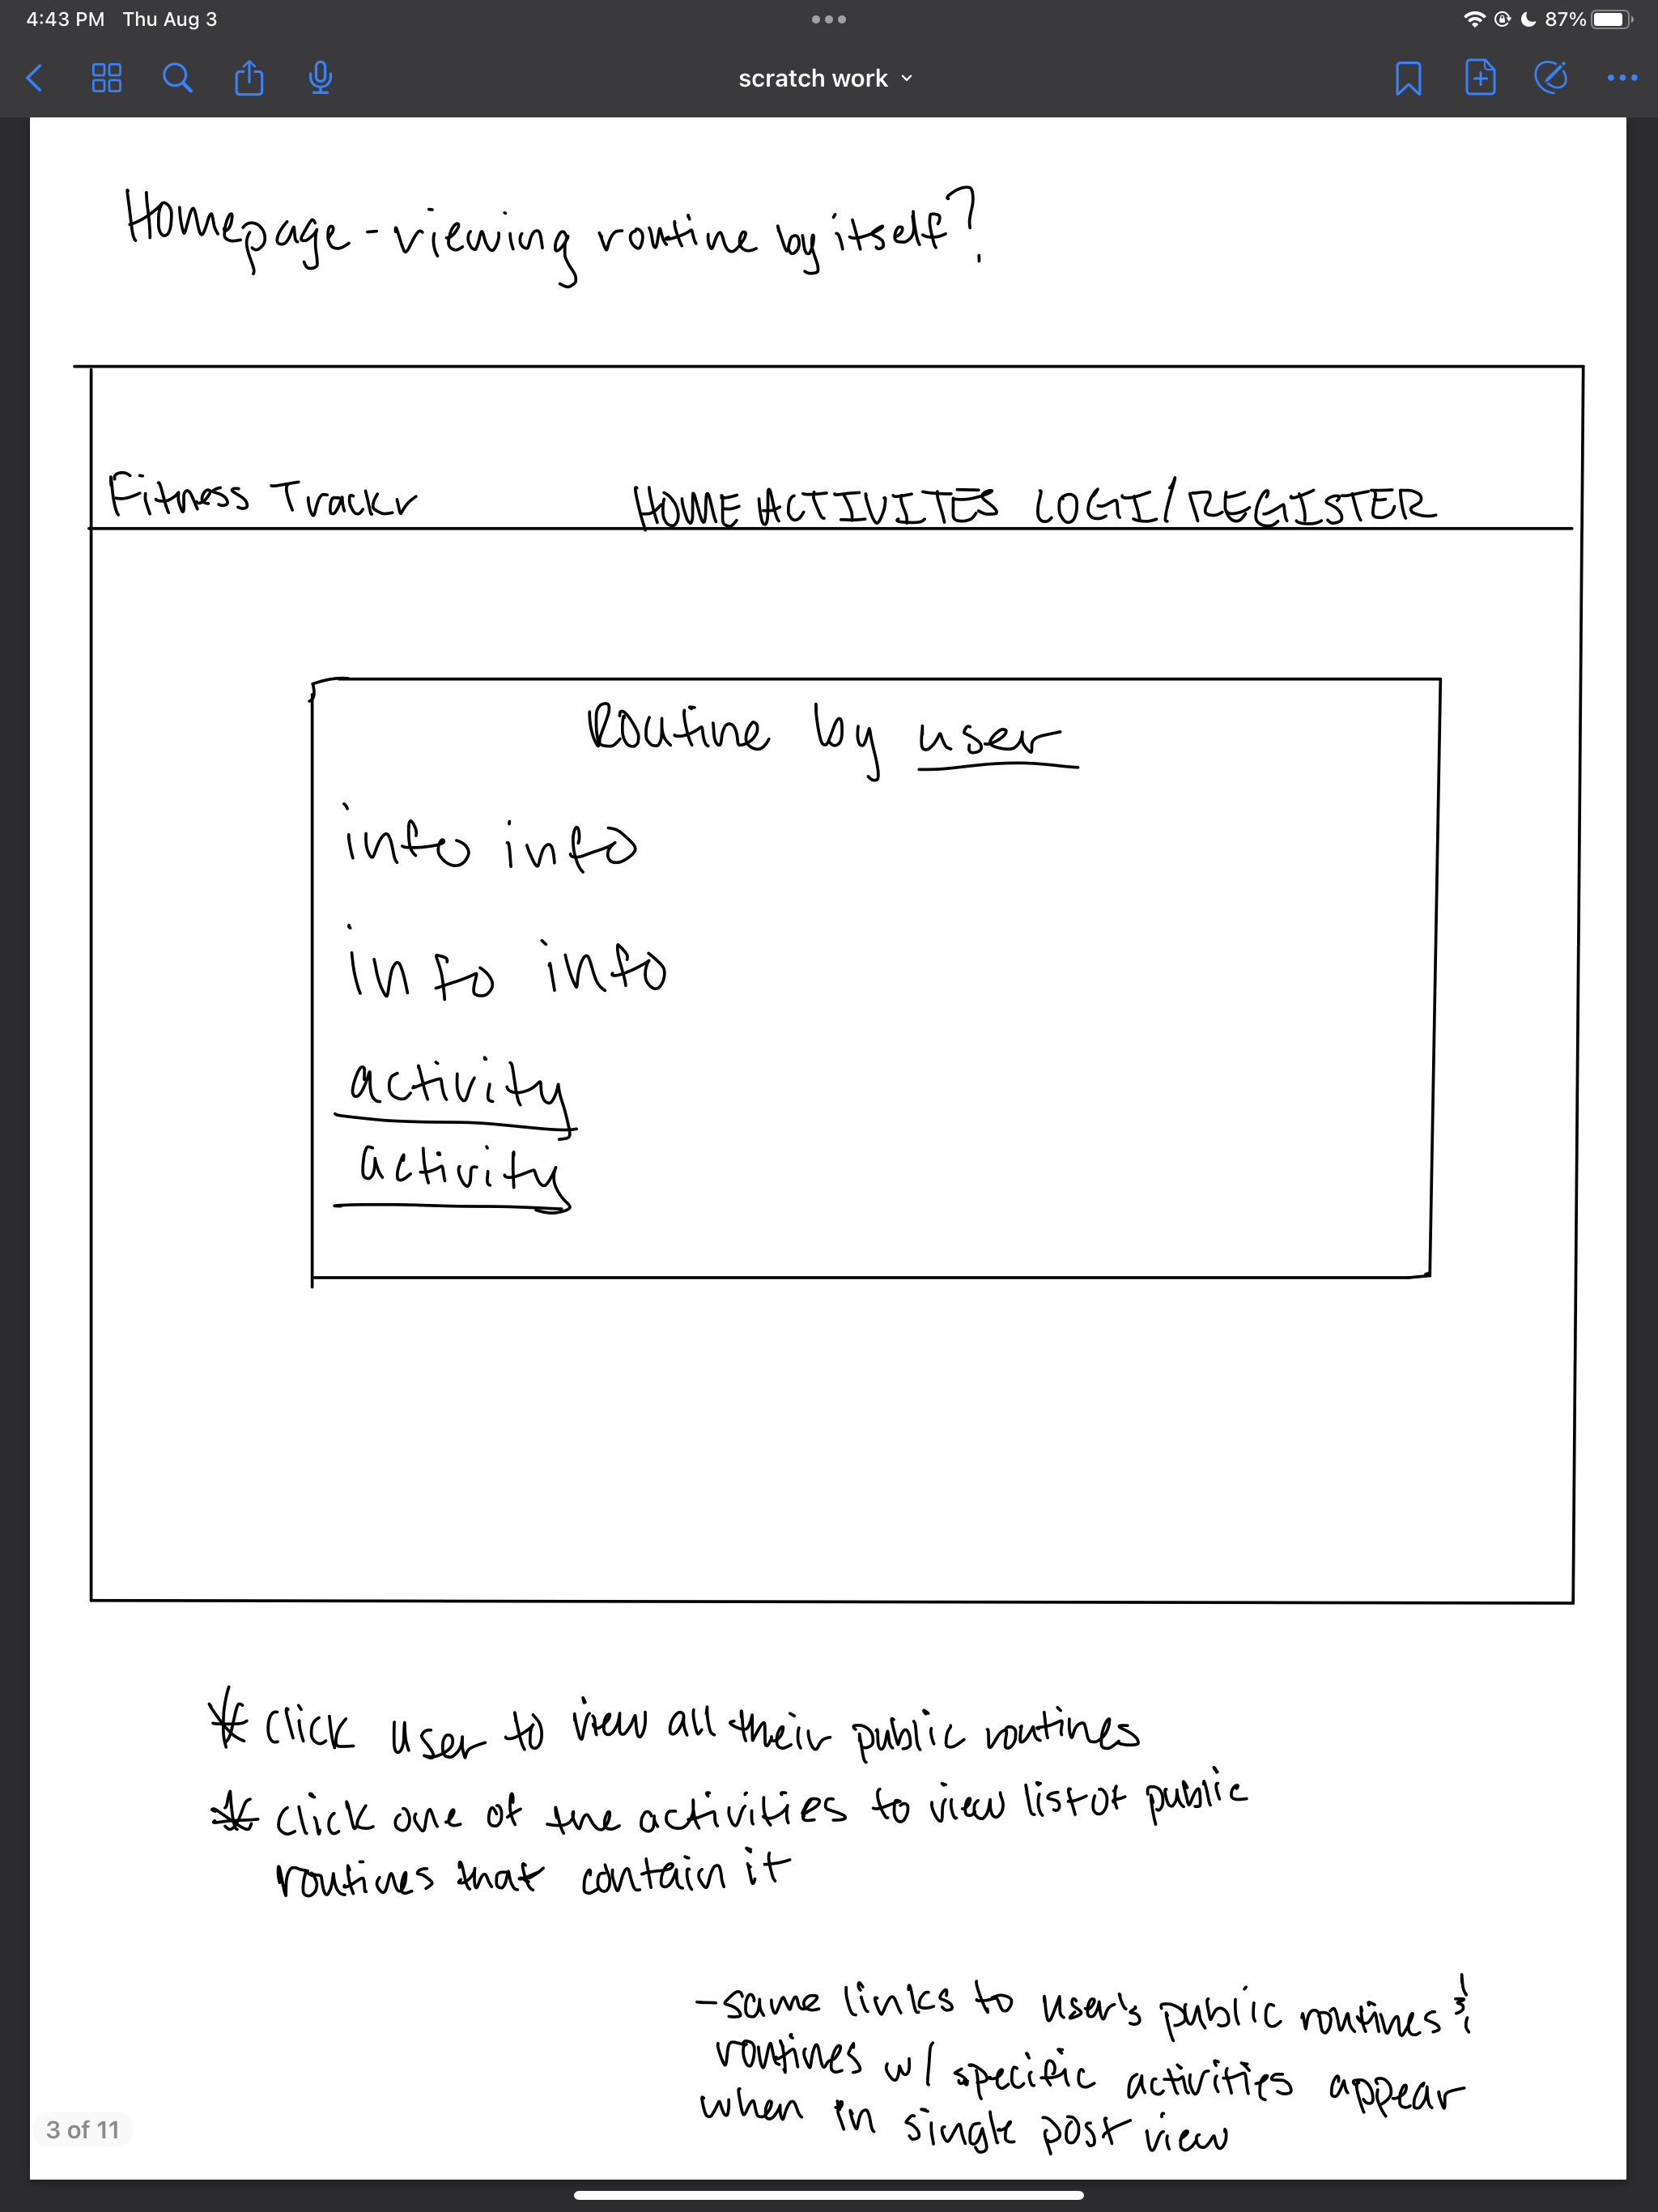 4:43 PM Thu Aug 3
87%
scratch work
Homepage - viewing routine by itself?
Fitness Trackr HOME ACTIVITES LOGI/REGISTER
Routine by user
info info
info info
activity
activity
* click user to view all their public routines
* click one of the activities to view list of public
routines that contain it
- same links to user's public routines &
routines w/ specific activities appear
when in single post view
3 of 11